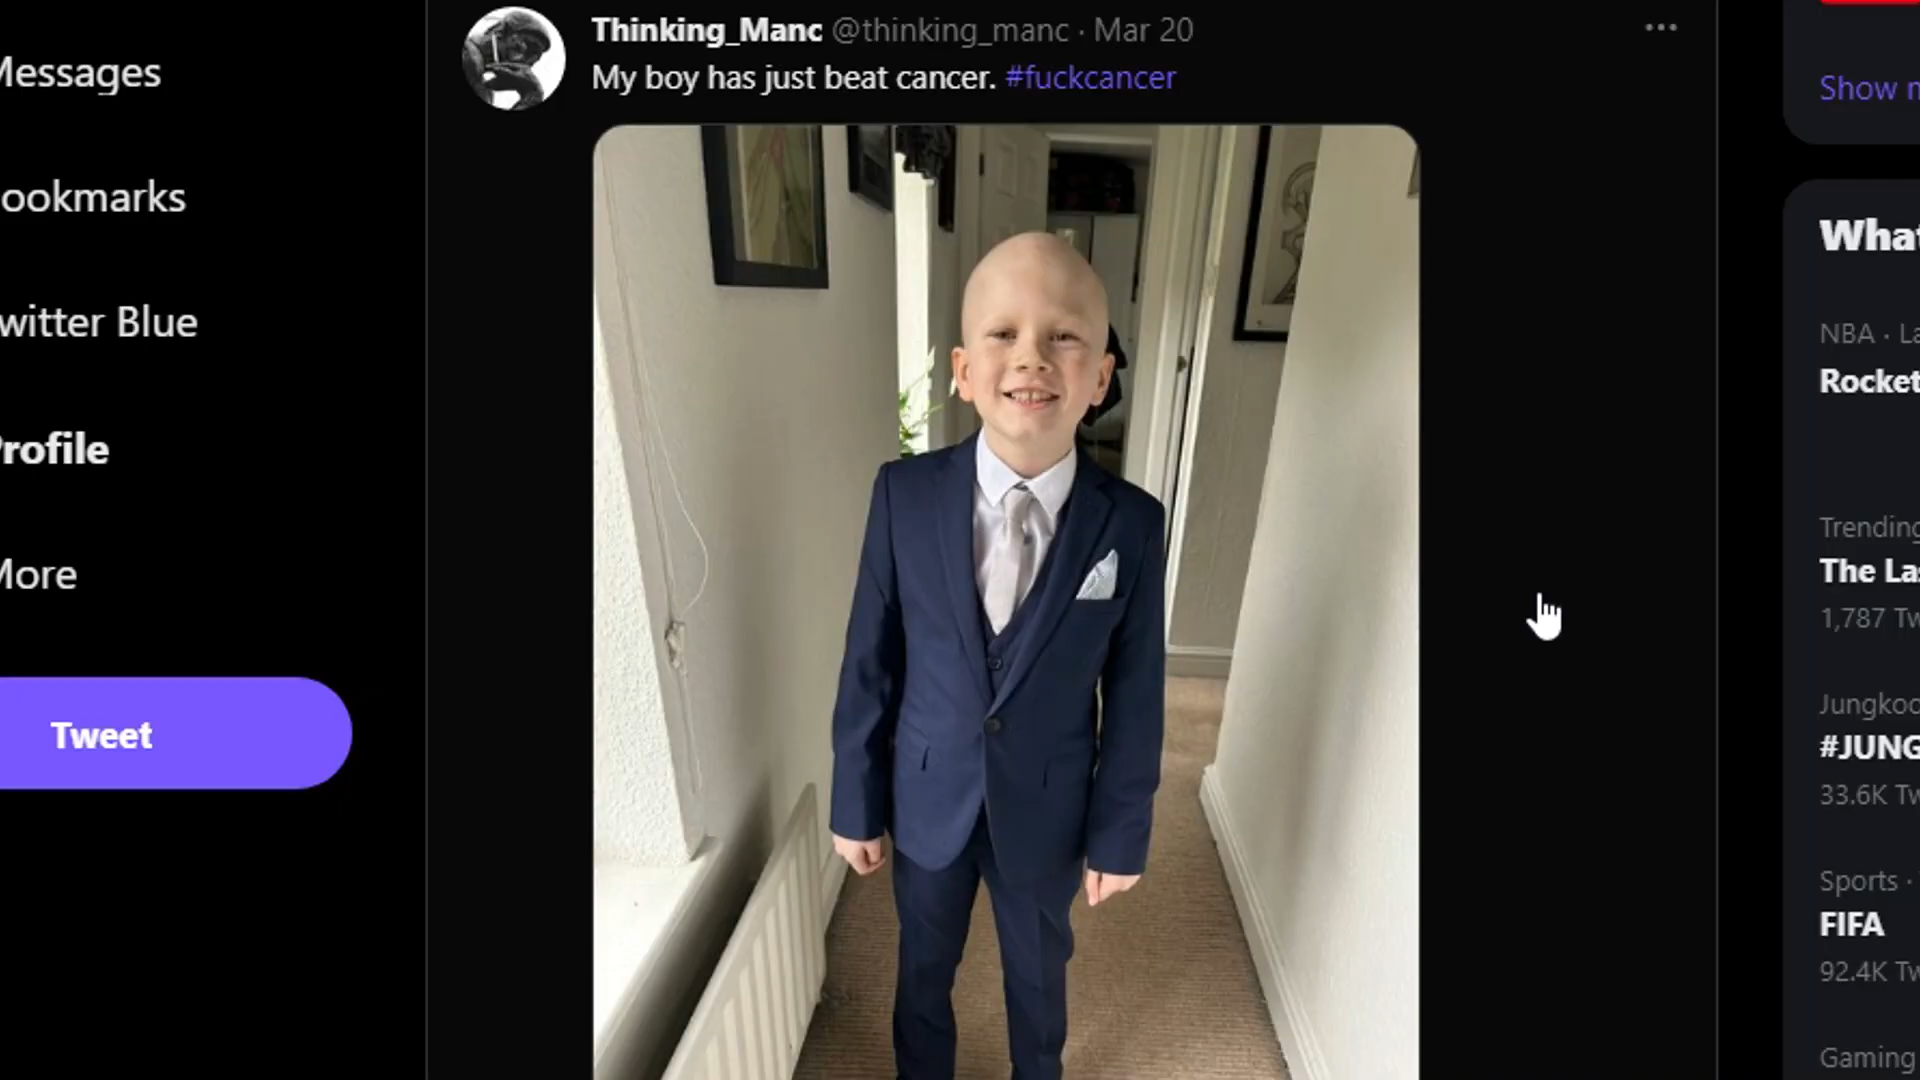 Messages
ookmarks
witter Blue
Profile
More
Tweet
Thinking_Manc @thinking_manc · Mar 20
My boy has just beat cancer. #fuckcancer
Show
What
NBA · La
Rocket
Trending
The Las
1,787 Tw
Jungkoo
#JUNG
33.6K Tw
Sports ·
FIFA
92.4K Tw
Gaming